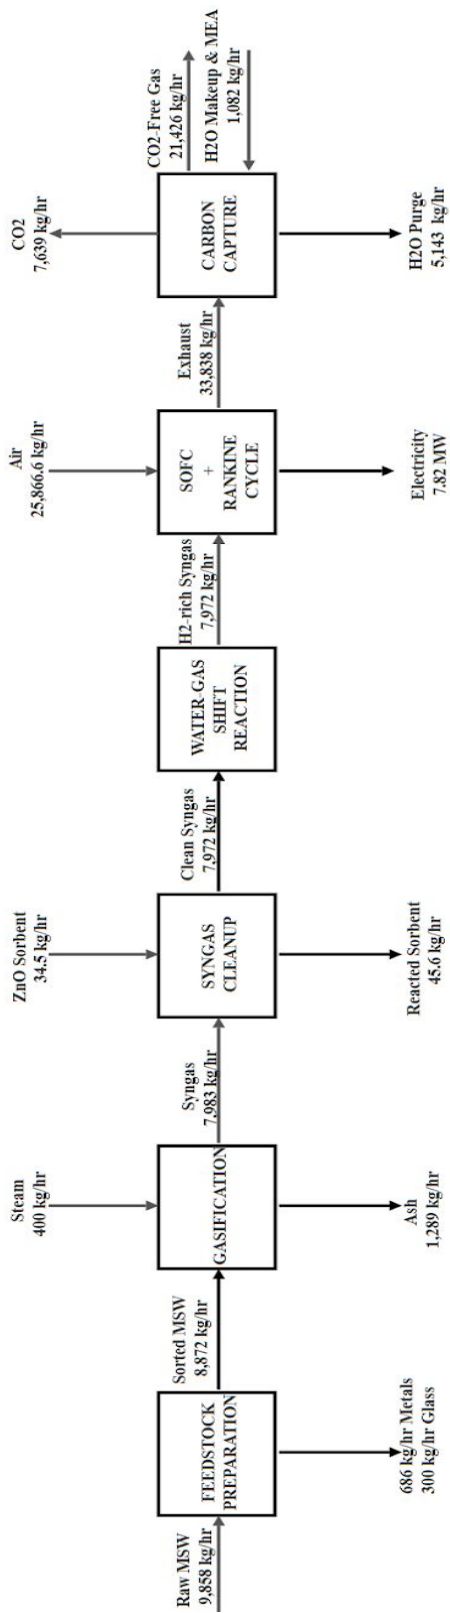 Raw MSW
9,858 kg/hr
FEEDSTOCK
PREPARATION
686 kg/hr Metals
300 kg/hr Glass
Sorted MSW
8,872 kg/hr
Steam
400 kg/hr
GASIFICATION
Ash
1,289 kg/hr
Syngas
7,983 kg/hr
ZnO Sorbent
34.5 kg/hr
SYNGAS
CLEANUP
Reacted Sorbent
45.6 kg/hr
Clean Syngas
7,972 kg/hr
WATER-GAS
SHIFT
REACTION
H2-rich Syngas
7,972 kg/hr
Air
25,866.6 kg/hr
SOFC
+
RANKINE
CYCLE
Electricity
7.82 MW
Exhaust
33,838 kg/hr
CO2
7,639 kg/hr
CARBON
CAPTURE
CO2-Free Gas
21,426 kg/hr
H2O Makeup & MEA
1,082 kg/hr
H2O Purge
5,143 kg/hr